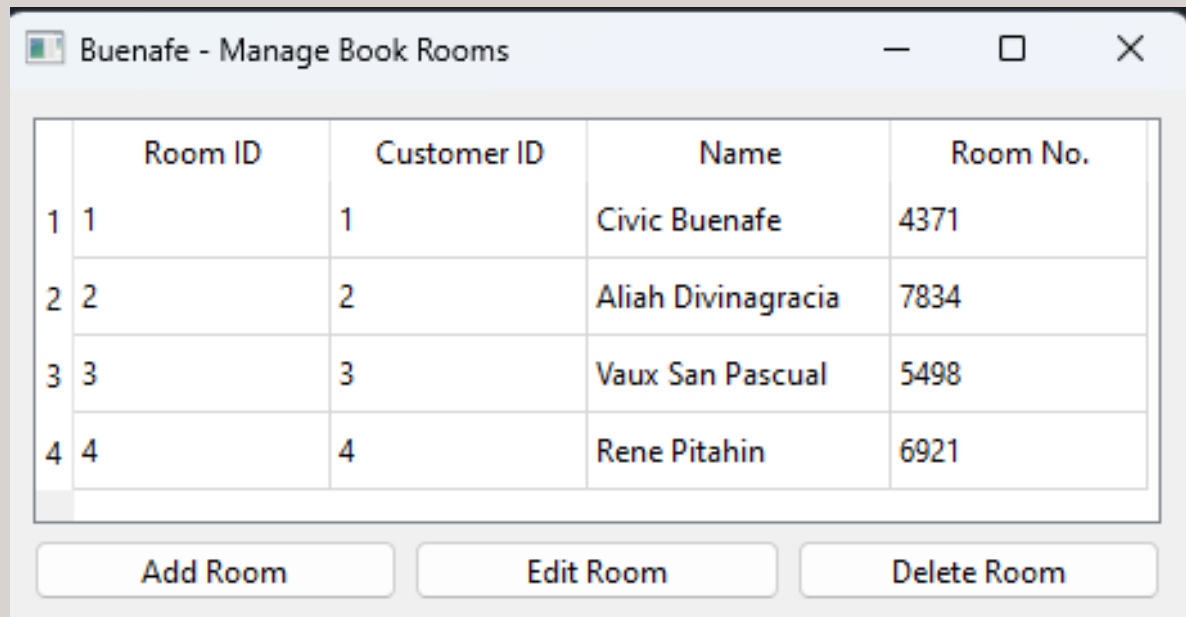 Buenafe - Manage Book Rooms
Room ID Customer ID Name Room No.
1 1 1 Civic Buenafe 4371
2 2 2 Aliah Divinagracia 7834
3 3 3 Vaux San Pascual 5498
4 4 4 Rene Pitahin 6921
Add Room Edit Room Delete Room